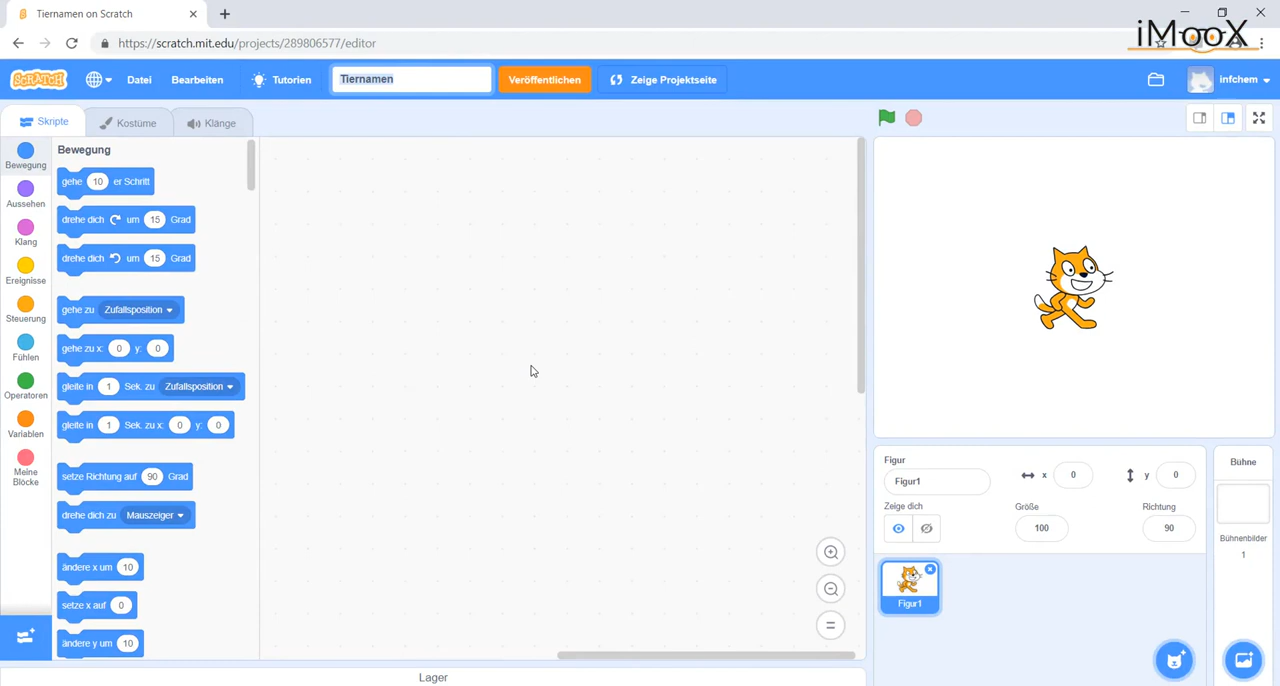 Tiernamen on Scratch
https://scratch.mit.edu/projects/289806577/editor
iMooX
SCRATCH
Datei
Bearbeiten
Tutorien
Tiernamen
Veröffentlichen
Zeige Projektseite
infchem
Skripte
Kostüme
Klänge
Bewegung
Aussehen
Klang
Ereignisse
Steuerung
Fühlen
Operatoren
Variablen
Meine
Blöcke
Bewegung
gehe 10 er Schritt
drehe dich um 15 Grad
drehe dich um 15 Grad
gehe zu Zufallsposition
gehe zu x: 0 y: 0
gleite in 1 Sek. zu Zufallsposition
gleite in 1 Sek. zu x: 0 y: 0
setze Richtung auf 90 Grad
drehe dich zu Mauszeiger
ändere x um 10
setze x auf 0
ändere y um 10
Lager
Figur
Figur1
x 0
y 0
Zeige dich
Größe
100
Richtung
90
Figur1
Bühne
Bühnenbilder
1